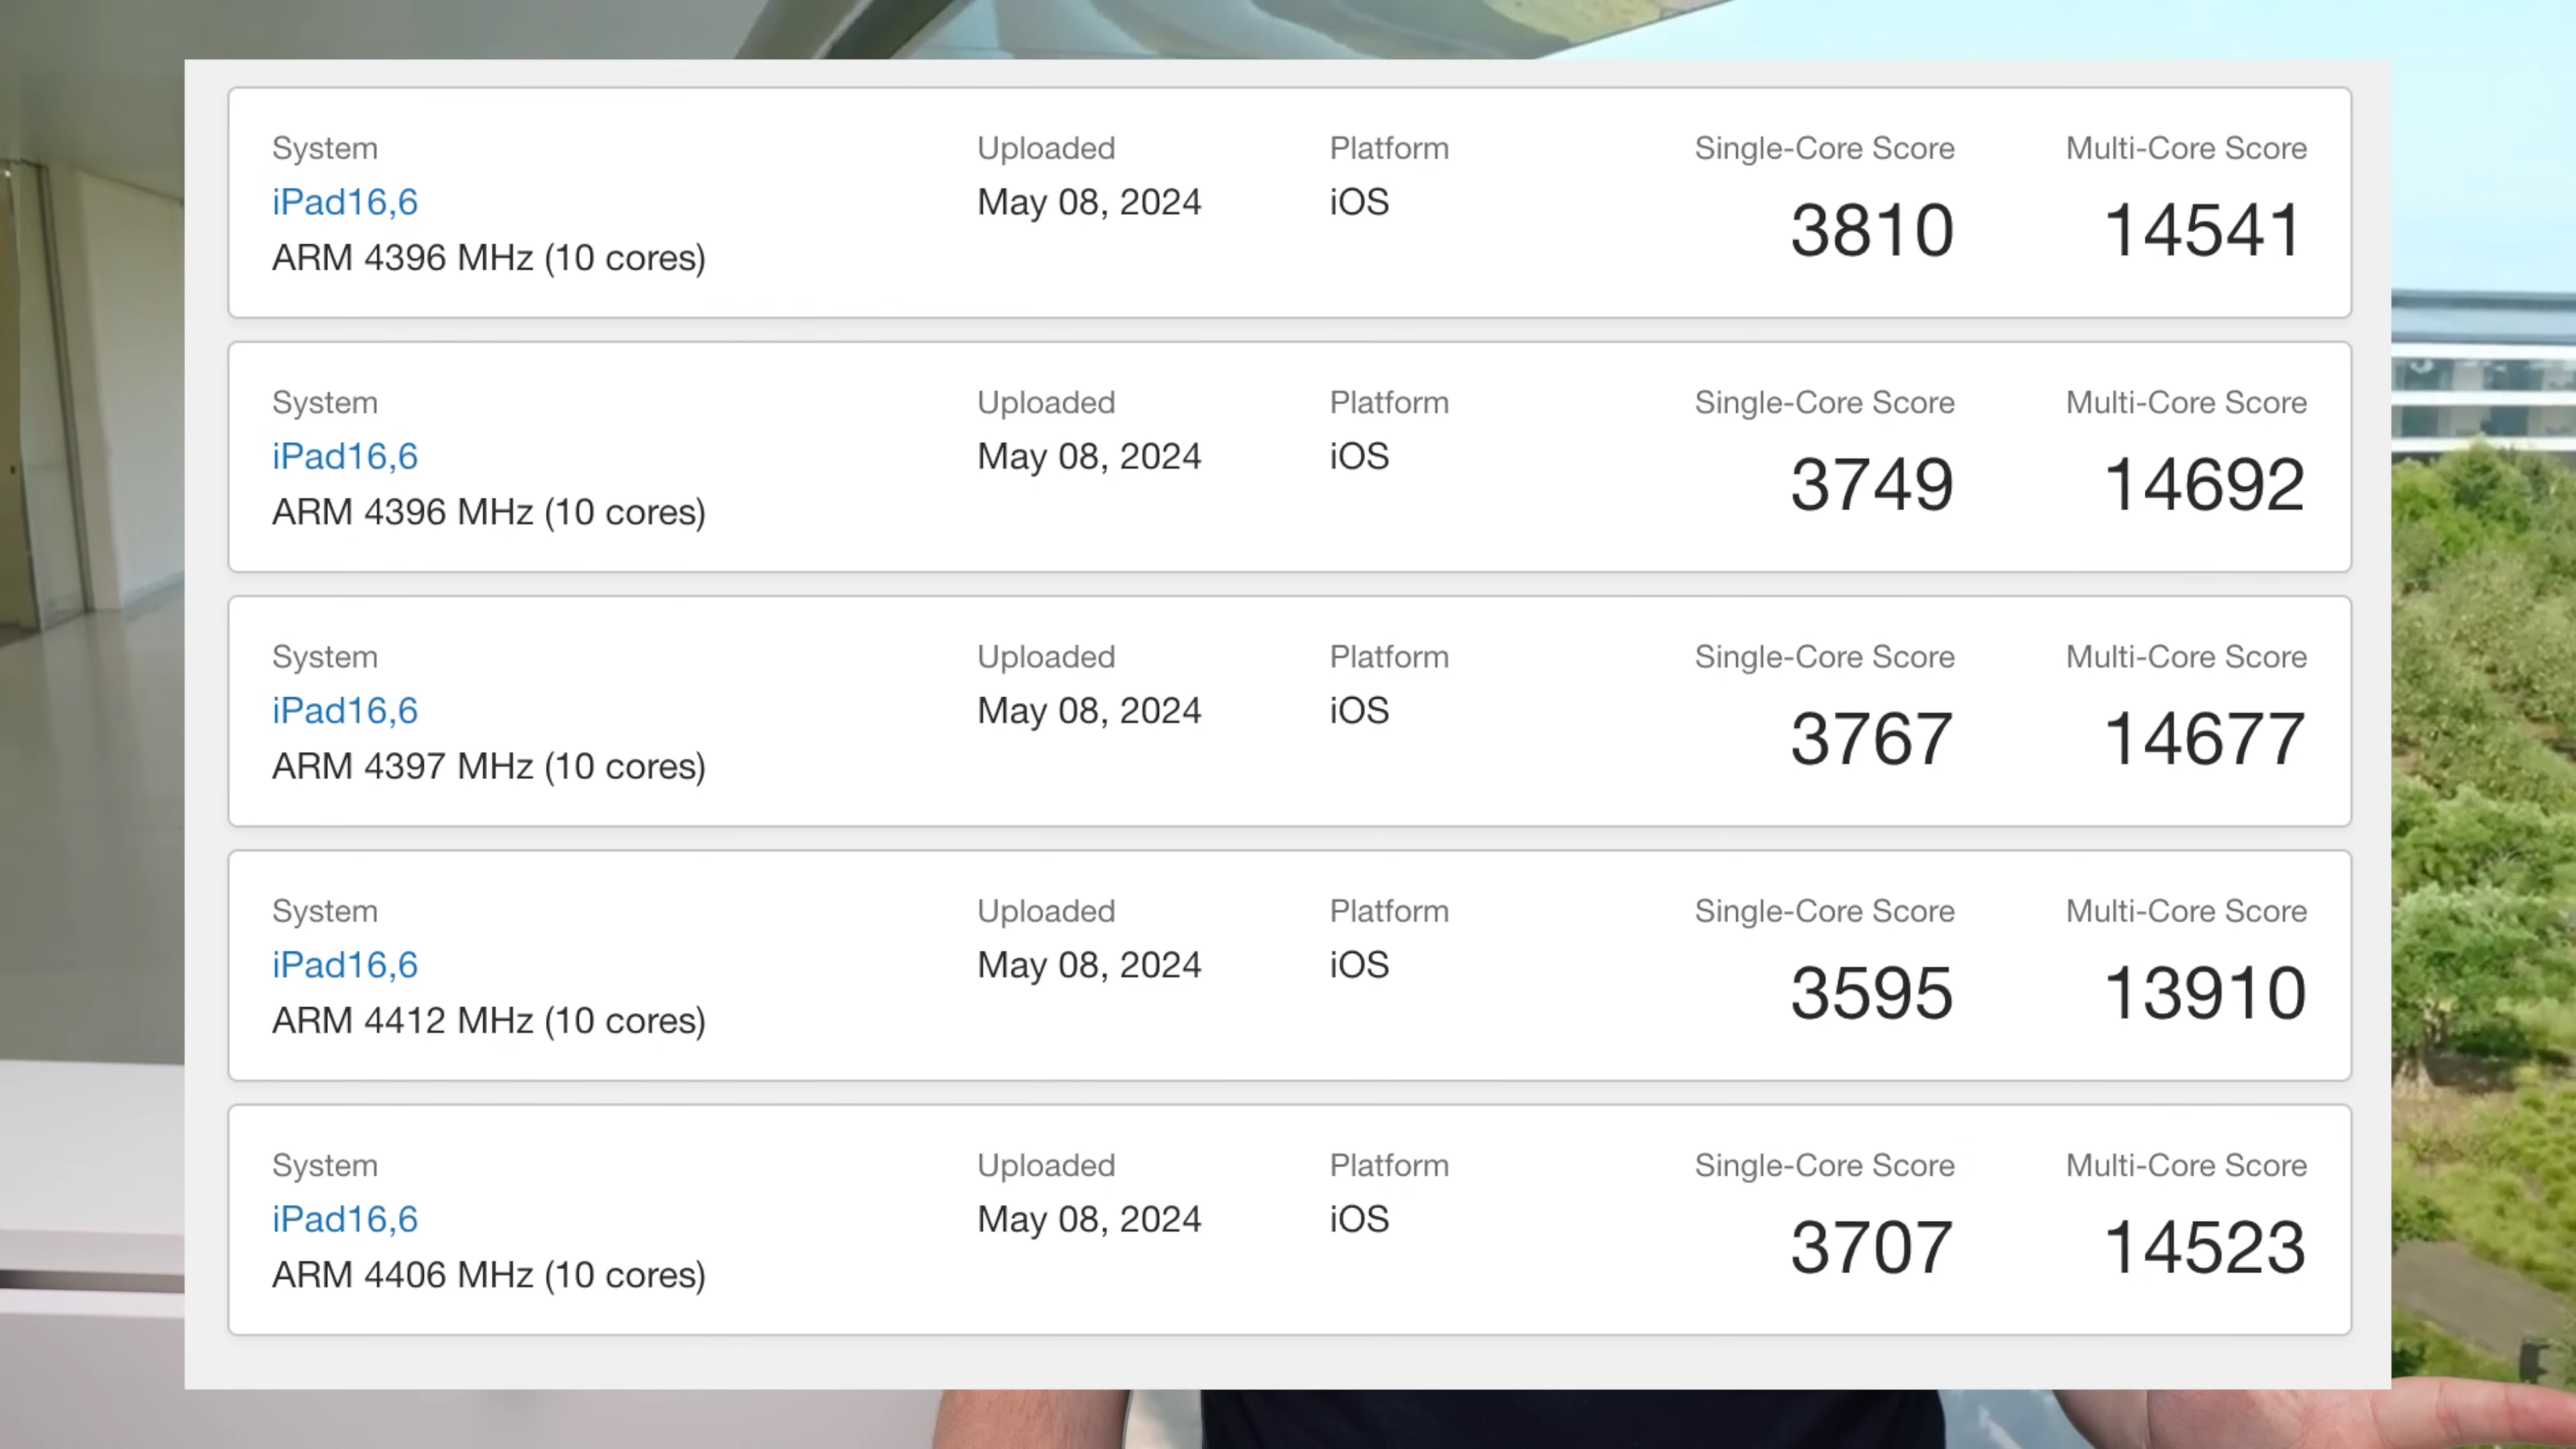 System Uploaded Platform Single-Core Score Multi-Core Score
iPad16,6 May 08, 2024 iOS 3810 14541
ARM 4396 MHz (10 cores)
System Uploaded Platform Single-Core Score Multi-Core Score
iPad16,6 May 08, 2024 iOS 3749 14692
ARM 4396 MHz (10 cores)
System Uploaded Platform Single-Core Score Multi-Core Score
iPad16,6 May 08, 2024 iOS 3767 14677
ARM 4397 MHz (10 cores)
System Uploaded Platform Single-Core Score Multi-Core Score
iPad16,6 May 08, 2024 iOS 3595 13910
ARM 4412 MHz (10 cores)
System Uploaded Platform Single-Core Score Multi-Core Score
iPad16,6 May 08, 2024 iOS 3707 14523
ARM 4406 MHz (10 cores)